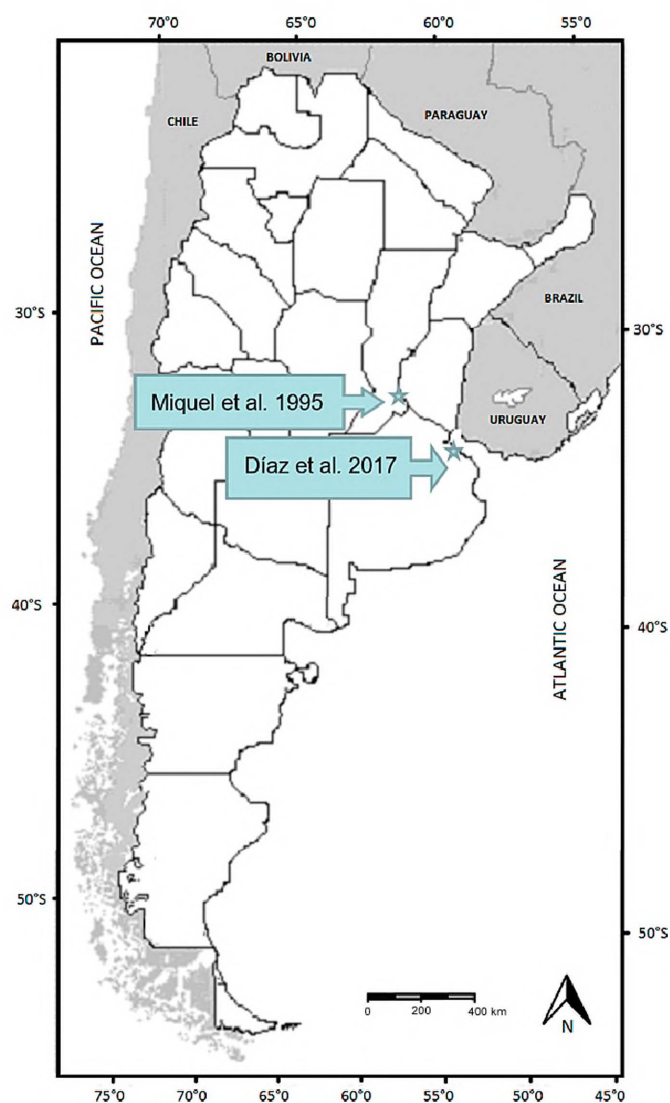 70°0' 65°0' 60°0' 55°0'
BOLIVIA
PARAGUAY
CHILE
PACIFIC OCEAN
BRAZIL
30°S
30°S
Miquel et al. 1995
URUGUAY
Díaz et al. 2017
ATLANTIC OCEAN
40°S
40°S
50°S
50°S
0 200 400 km
N
75°0 70°0' 65°0' 60°0' 55°0' 50°0' 45°0